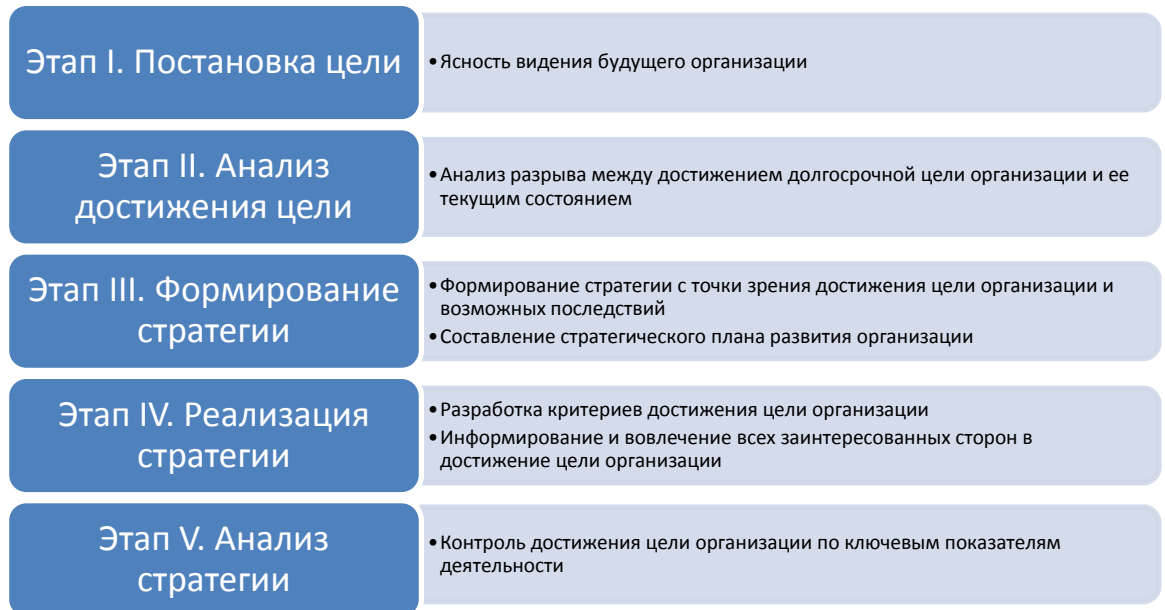 Этап I. Постановка цели
•Ясность видения будущего организации
Этап II. Анализ
достижения цели
•Анализ разрыва между достижением долгосрочной цели организации и ее
текущим состоянием
Этап III. Формирование
стратегии
•Формирование стратегии с точки зрения достижения цели организации и
возможных последствий
•Составление стратегического плана развития организации
Этап IV. Реализация
стратегии
•Разработка критериев достижения цели организации
•Информирование и вовлечение всех заинтересованных сторон в
достижение цели организации
Этап V. Анализ
стратегии
•Контроль достижения цели организации по ключевым показателям
деятельности